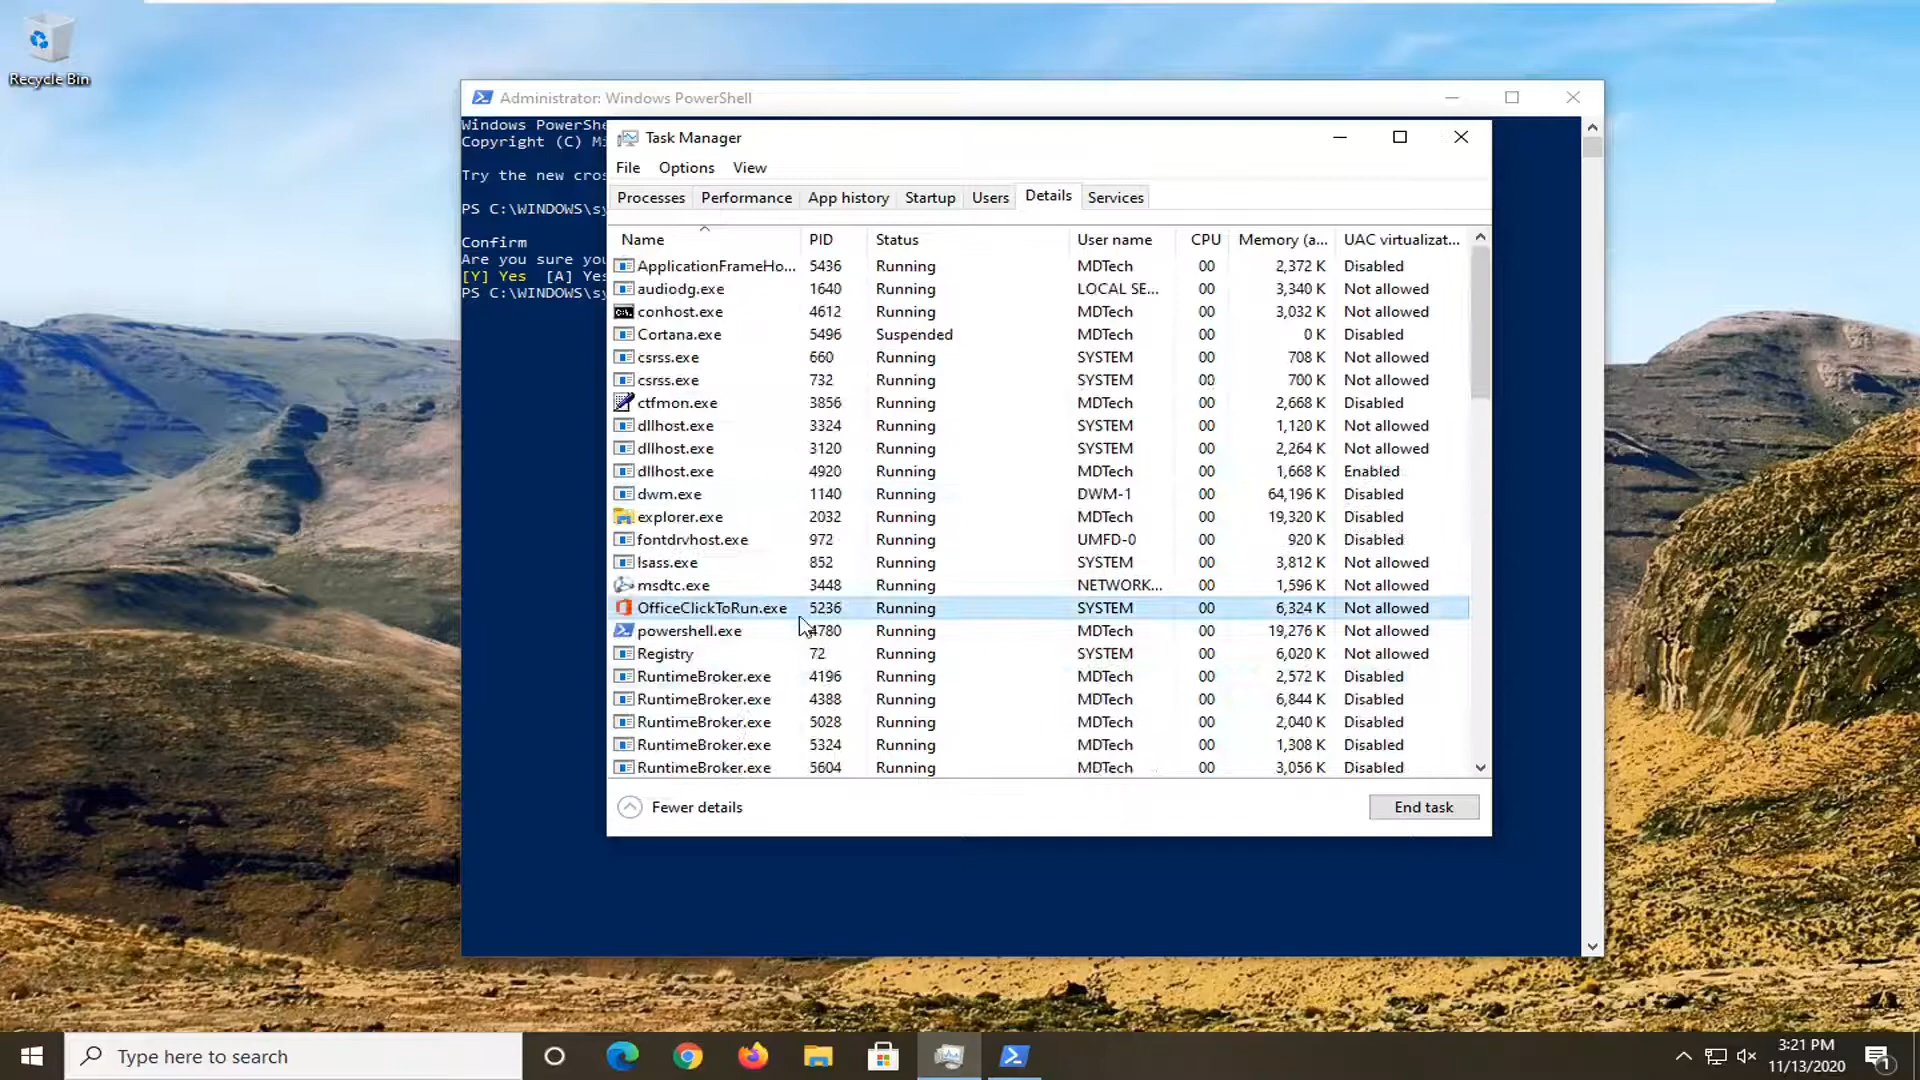 Recycle Bin
Administrator: Windows PowerShell
Windows PowerShe
Copyright (C) Mi
Try the new cros
PS C:\WINDOWS\sy
Confirm
Are you sure you
[Y] Yes [A] Yes
PS C:\WINDOWS\sy
Task Manager
File Options View
Processes Performance App history Startup Users Details Services
Name PID Status User name CPU Memory (a... UAC virtualizat...
ApplicationFrameHo... 5436 Running MDTech 00 2,372 K Disabled
audiodg.exe 1640 Running LOCAL SE... 00 3,340 K Not allowed
conhost.exe 4612 Running MDTech 00 3,032 K Not allowed
Cortana.exe 5496 Suspended MDTech 00 0 K Disabled
csrss.exe 660 Running SYSTEM 00 708 K Not allowed
csrss.exe 732 Running SYSTEM 00 700 K Not allowed
ctfmon.exe 3856 Running MDTech 00 2,668 K Disabled
dllhost.exe 3324 Running SYSTEM 00 1,120 K Not allowed
dllhost.exe 3120 Running SYSTEM 00 2,264 K Not allowed
dllhost.exe 4920 Running MDTech 00 1,668 K Enabled
dwm.exe 1140 Running DWM-1 00 64,196 K Disabled
explorer.exe 2032 Running MDTech 00 19,320 K Disabled
fontdrvhost.exe 972 Running UMFD-0 00 920 K Disabled
lsass.exe 852 Running SYSTEM 00 3,812 K Not allowed
msdtc.exe 3448 Running NETWORK... 00 1,596 K Not allowed
OfficeClickToRun.exe 5236 Running SYSTEM 00 6,324 K Not allowed
powershell.exe 4780 Running MDTech 00 19,276 K Not allowed
Registry 72 Running SYSTEM 00 6,020 K Not allowed
RuntimeBroker.exe 4196 Running MDTech 00 2,572 K Disabled
RuntimeBroker.exe 4388 Running MDTech 00 6,844 K Disabled
RuntimeBroker.exe 5028 Running MDTech 00 2,040 K Disabled
RuntimeBroker.exe 5324 Running MDTech 00 1,308 K Disabled
RuntimeBroker.exe 5604 Running MDTech 00 3,056 K Disabled
Fewer details End task
Type here to search
3:21 PM
11/13/2020
1